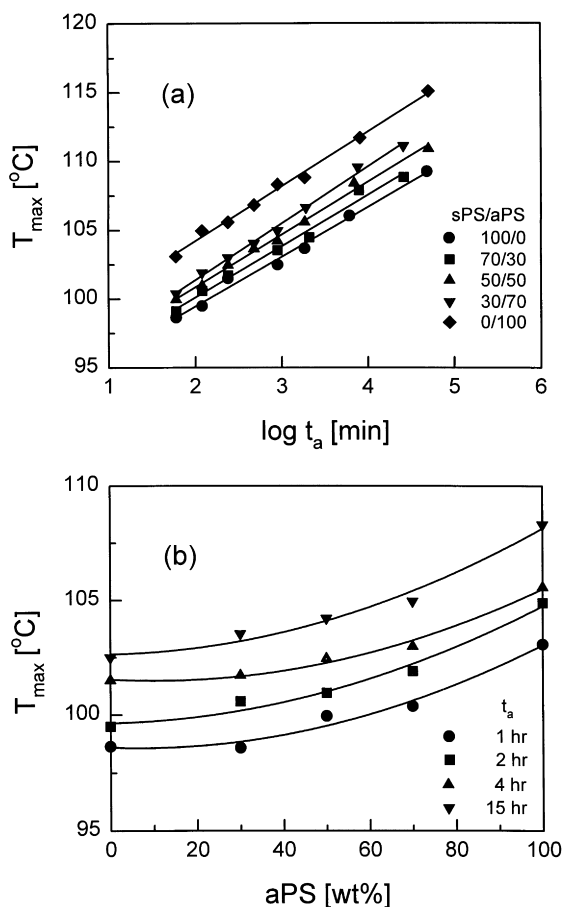 120
115
110
105
100
95
T_max [°C]
(a)
sPS/aPS
100/0
70/30
50/50
30/70
0/100
1 2 3 4 5 6
log t_a [min]
110
105
100
95
T_max [°C]
(b)
t_a
1 hr
2 hr
4 hr
15 hr
0 20 40 60 80 100
aPS [wt%]